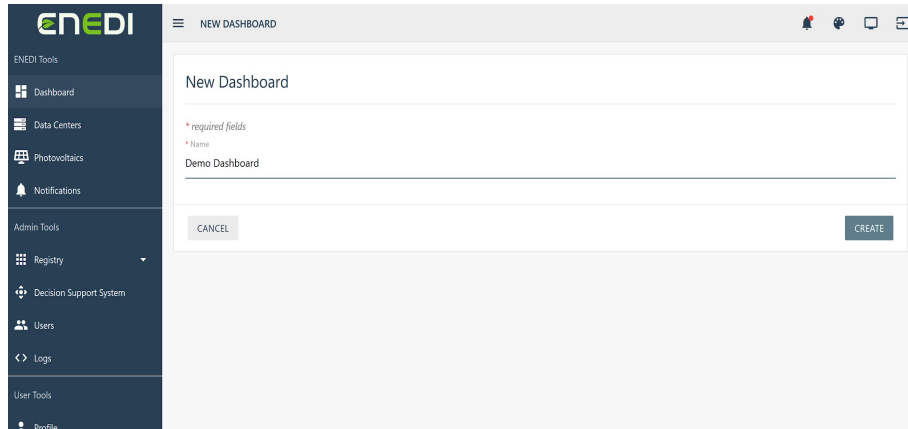 ENEDI
NEW DASHBOARD
ENEDI Tools
Dashboard
Data Centers
Photovoltaics
Notifications
Admin Tools
Registry
Decision Support System
Users
Logs
User Tools
Profile
New Dashboard
* required fields
* Name
Demo Dashboard
CANCEL
CREATE